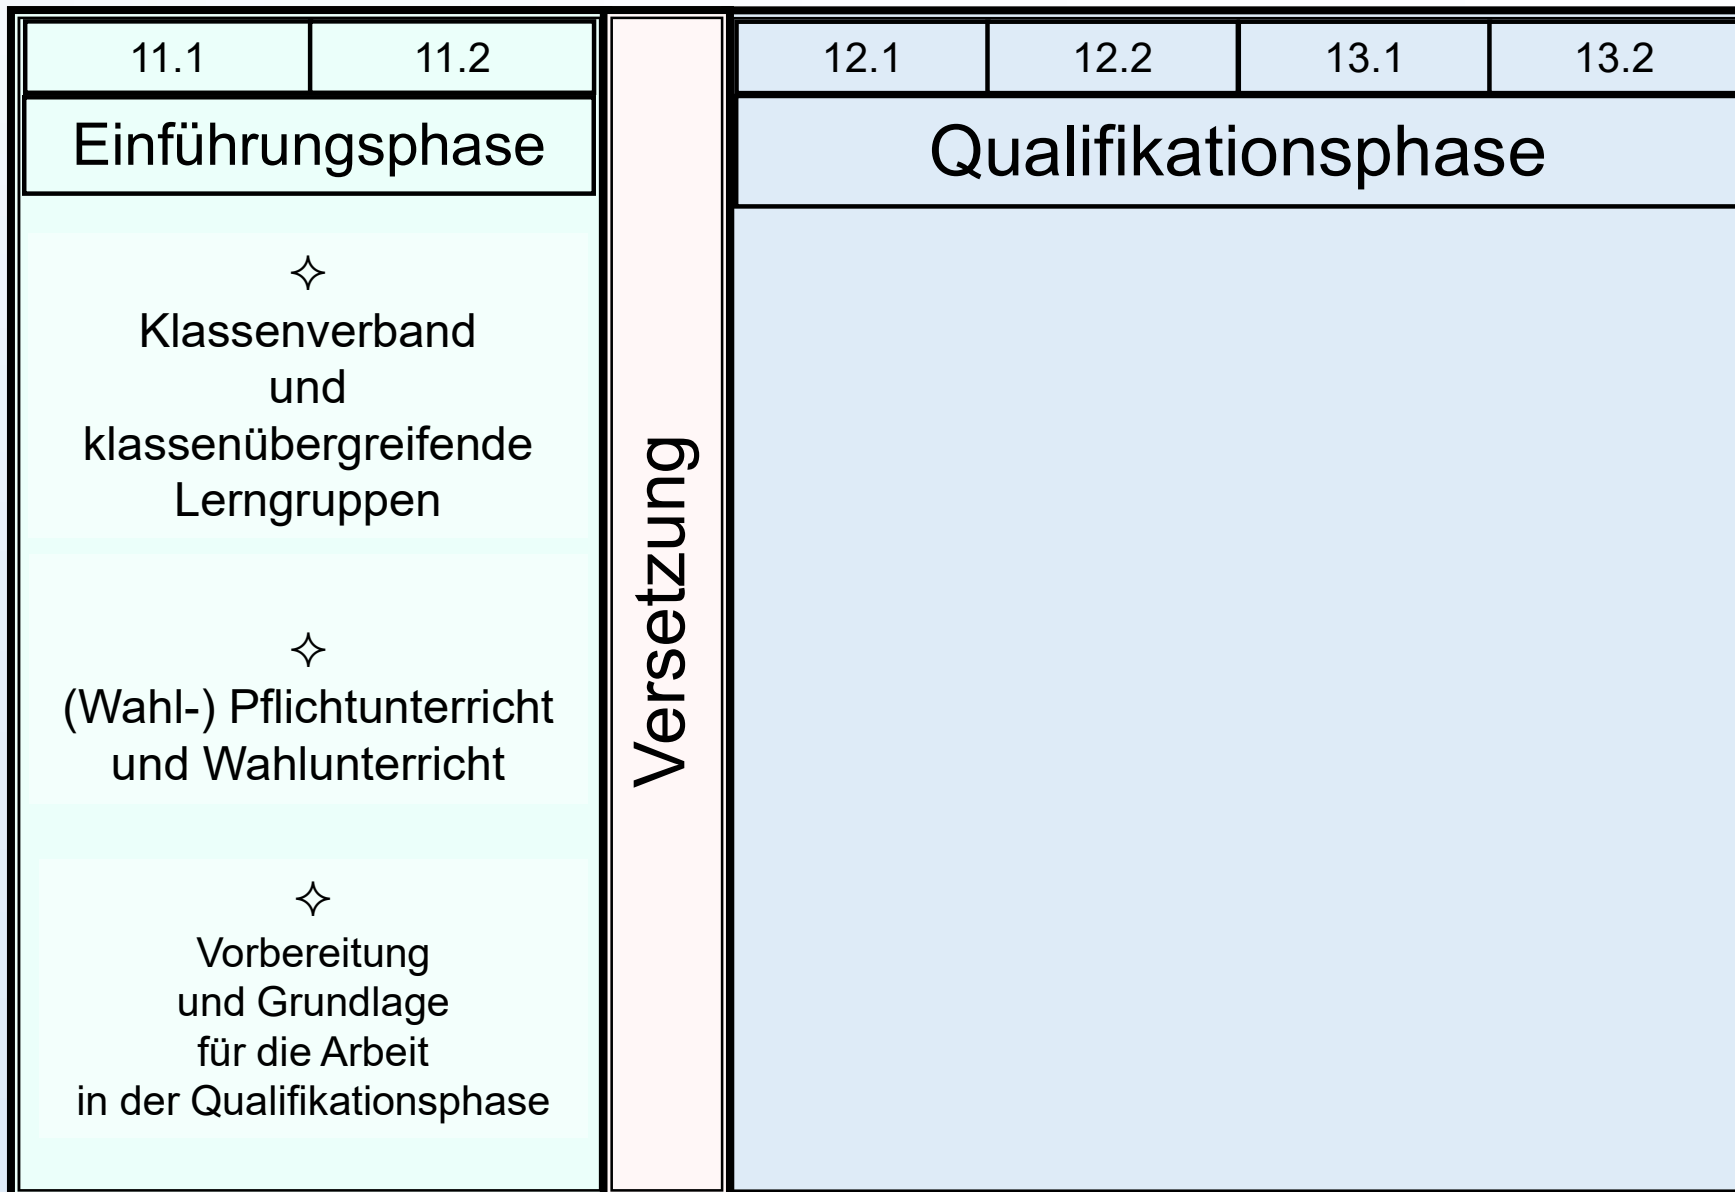 11.1
11.2
Einführungsphase
✧
Klassenverband
und
klassenübergreifende
Lerngruppen
✧
(Wahl-) Pflichtunterricht
und Wahlunterricht
✧
Vorbereitung
und Grundlage
für die Arbeit
in der Qualifikationsphase
Versetzung
12.1
12.2
13.1
13.2
Qualifikationsphase